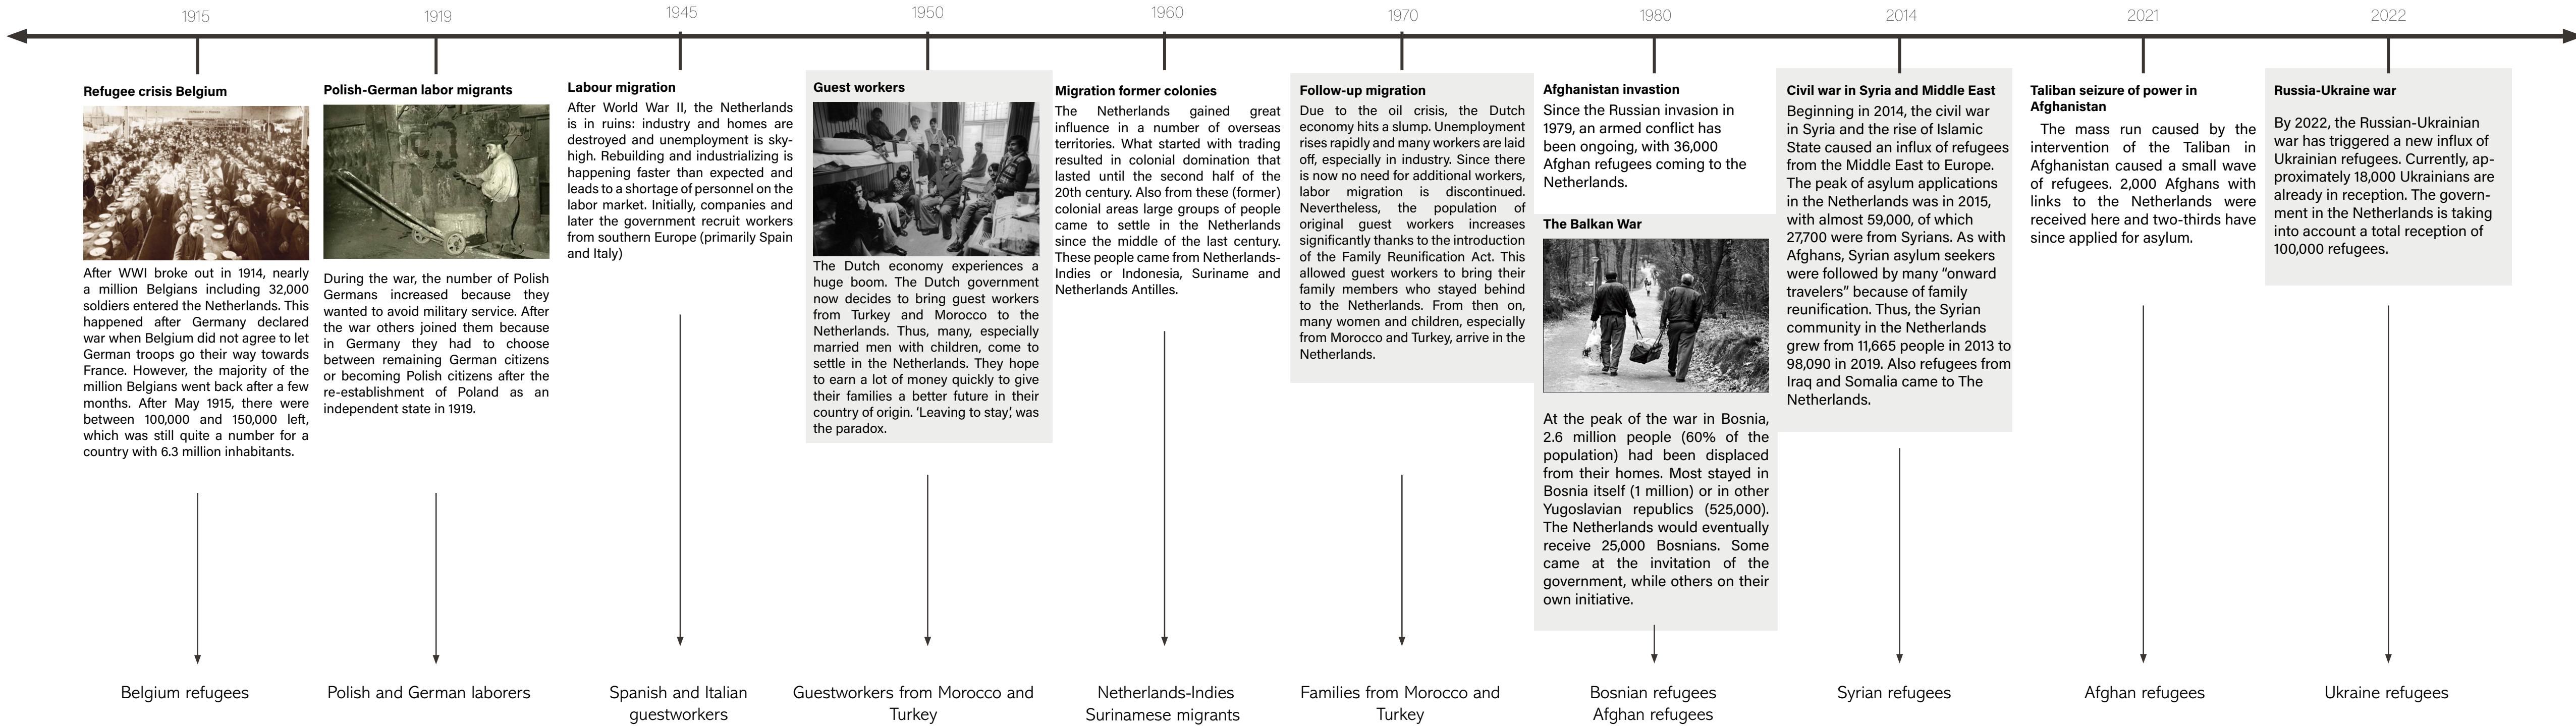 1915
1919
1945
1950
1960
1970
1980
2014
2021
2022
Refugee crisis Belgium
After WWI broke out in 1914, nearly
a million Belgians including 32,000
soldiers entered the Netherlands. This
happened after Germany declared
war when Belgium did not agree to let
German troops go their way towards
France. However, the majority of the
million Belgians went back after a few
months. After May 1915, there were
between 100,000 and 150,000 left,
which was still quite a number for a
country with 6.3 million inhabitants.
Polish-German labor migrants
During the war, the number of Polish
Germans increased because they
wanted to avoid military service. After
the war others joined them because
in Germany they had to choose
between remaining German citizens
or becoming Polish citizens after the
re-establishment of Poland as an
independent state in 1919.
Labour migration
After World War II, the Netherlands
is in ruins: industry and homes are
destroyed and unemployment is sky-
high. Rebuilding and industrializing is
happening faster than expected and
leads to a shortage of personnel on the
labor market. Initially, companies and
later the government recruit workers
from southern Europe (primarily Spain
and Italy)
Guest workers
The Dutch economy experiences a
huge boom. The Dutch government
now decides to bring guest workers
from Turkey and Morocco to the
Netherlands. Thus, many, especially
married men with children, come to
settle in the Netherlands. They hope
to earn a lot of money quickly to give
their families a better future in their
country of origin. ‘Leaving to stay’, was
the paradox.
Migration former colonies
The Netherlands gained great
influence in a number of overseas
territories. What started with trading
resulted in colonial domination that
lasted until the second half of the
20th century. Also from these (former)
colonial areas large groups of people
came to settle in the Netherlands
since the middle of the last century.
These people came from Netherlands-
Indies or Indonesia, Suriname and
Netherlands Antilles.
Follow-up migration
Due to the oil crisis, the Dutch
economy hits a slump. Unemployment
rises rapidly and many workers are laid
off, especially in industry. Since there
is now no need for additional workers,
labor migration is discontinued.
Nevertheless, the population of
original guest workers increases
significantly thanks to the introduction
of the Family Reunification Act. This
allowed guest workers to bring their
family members who stayed behind
to the Netherlands. From then on,
many women and children, especially
from Morocco and Turkey, arrive in the
Netherlands.
Afghanistan invastion
Since the Russian invasion in
1979, an armed conflict has
been ongoing, with 36,000
Afghan refugees coming to the
Netherlands.
The Balkan War
At the peak of the war in Bosnia,
2.6 million people (60% of the
population) had been displaced
from their homes. Most stayed in
Bosnia itself (1 million) or in other
Yugoslavian republics (525,000).
The Netherlands would eventually
receive 25,000 Bosnians. Some
came at the invitation of the
government, while others on their
own initiative.
Civil war in Syria and Middle East
Beginning in 2014, the civil war
in Syria and the rise of Islamic
State caused an influx of refugees
from the Middle East to Europe.
The peak of asylum applications
in the Netherlands was in 2015,
with almost 59,000, of which
27,700 were from Syrians. As with
Afghans, Syrian asylum seekers
were followed by many “onward
travelers” because of family
reunification. Thus, the Syrian
community in the Netherlands
grew from 11,665 people in 2013 to
98,090 in 2019. Also refugees from
Iraq and Somalia came to The
Netherlands.
Taliban seizure of power in
Afghanistan
The mass run caused by the
intervention of the Taliban in
Afghanistan caused a small wave
of refugees. 2,000 Afghans with
links to the Netherlands were
received here and two-thirds have
since applied for asylum.
Russia-Ukraine war
By 2022, the Russian-Ukrainian
war has triggered a new influx of
Ukrainian refugees. Currently, ap-
proximately 18,000 Ukrainians are
already in reception. The govern-
ment in the Netherlands is taking
into account a total reception of
100,000 refugees.
Belgium refugees
Polish and German laborers
Spanish and Italian
guestworkers
Guestworkers from Morocco and
Turkey
Netherlands-Indies
Surinamese migrants
Families from Morocco and
Turkey
Bosnian refugees
Afghan refugees
Syrian refugees
Afghan refugees
Ukraine refugees